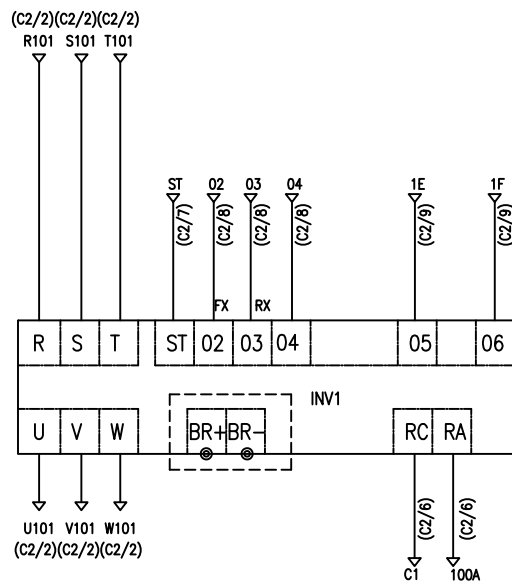 (C2/2)(C2/2)(C2/2)
R101 S101 T101
ST 02 03 04 1E 1F
(C2/7) (C2/8) (C2/8) (C2/8) (C2/9) (C2/9)
FX RX
R S T ST 02 03 04 05 06
INV1
U V W BR+ BR- RC RA
U101 V101 W101
(C2/2)(C2/2)(C2/2)
(C2/6) (C2/6)
C1 100A